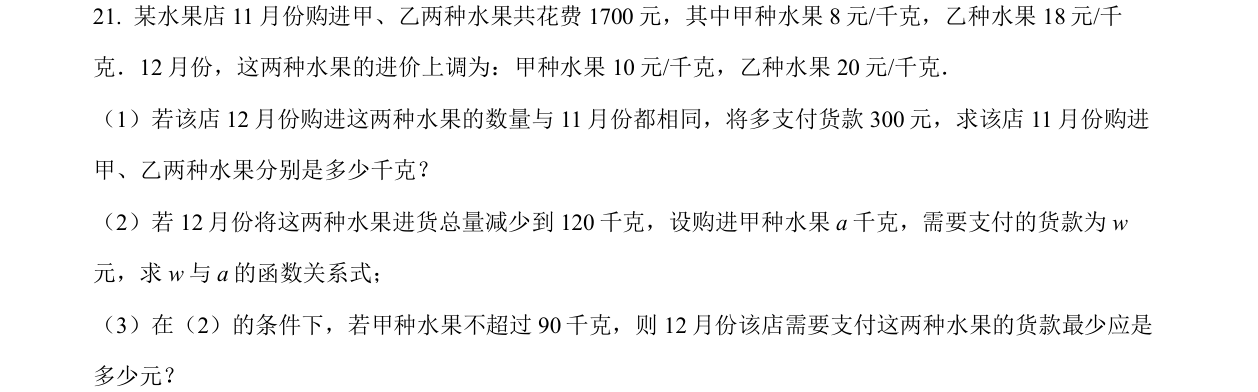 21. 某水果店 11 月份购进甲、乙两种水果共花费 1700 元，其中甲种水果 8 元/千克，乙种水果 18 元/千
克．12 月份，这两种水果的进价上调为：甲种水果 10 元/千克，乙种水果 20 元/千克．
（1）若该店 12 月份购进这两种水果的数量与 11 月份都相同，将多支付货款 300 元，求该店 11 月份购进
甲、乙两种水果分别是多少千克？
（2）若 12 月份将这两种水果进货总量减少到 120 千克，设购进甲种水果 a 千克，需要支付的货款为 w
元，求 w 与 a 的函数关系式；
（3）在（2）的条件下，若甲种水果不超过 90 千克，则 12 月份该店需要支付这两种水果的货款最少应是
多少元？